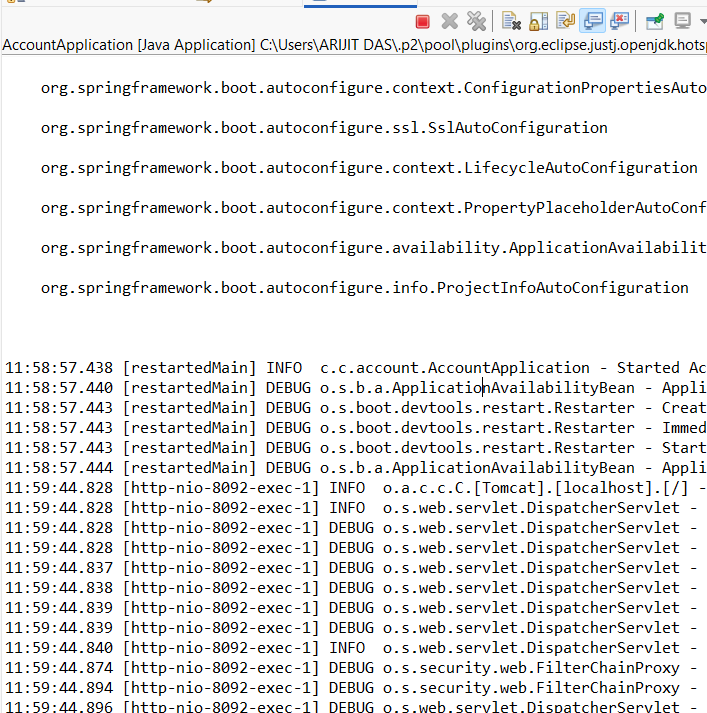 AccountApplication [Java Application] C:\Users\ARIJIT DAS\.p2\pool\plugins\org.eclipse.justj.openjdk.hotsp
org.springframework.boot.autoconfigure.context.ConfigurationPropertiesAuto
org.springframework.boot.autoconfigure.ssl.SslAutoConfiguration
org.springframework.boot.autoconfigure.context.LifecycleAutoConfiguration
org.springframework.boot.autoconfigure.context.PropertyPlaceholderAutoConf
org.springframework.boot.autoconfigure.availability.ApplicationAvailabilit
org.springframework.boot.autoconfigure.info.ProjectInfoAutoConfiguration
11:58:57.438 [restartedMain] INFO  c.c.account.AccountApplication - Started Ac
11:58:57.440 [restartedMain] DEBUG o.s.b.a.ApplicationAvailabilityBean - Appli
11:58:57.443 [restartedMain] DEBUG o.s.boot.devtools.restart.Restarter - Creat
11:58:57.443 [restartedMain] DEBUG o.s.boot.devtools.restart.Restarter - Immed
11:58:57.443 [restartedMain] DEBUG o.s.boot.devtools.restart.Restarter - Start
11:58:57.444 [restartedMain] DEBUG o.s.b.a.ApplicationAvailabilityBean - Appli
11:59:44.828 [http-nio-8092-exec-1] INFO  o.a.c.c.C.[Tomcat].[localhost].[/] -
11:59:44.828 [http-nio-8092-exec-1] INFO  o.s.web.servlet.DispatcherServlet -
11:59:44.828 [http-nio-8092-exec-1] DEBUG o.s.web.servlet.DispatcherServlet -
11:59:44.828 [http-nio-8092-exec-1] DEBUG o.s.web.servlet.DispatcherServlet -
11:59:44.837 [http-nio-8092-exec-1] DEBUG o.s.web.servlet.DispatcherServlet -
11:59:44.838 [http-nio-8092-exec-1] DEBUG o.s.web.servlet.DispatcherServlet -
11:59:44.839 [http-nio-8092-exec-1] DEBUG o.s.web.servlet.DispatcherServlet -
11:59:44.839 [http-nio-8092-exec-1] DEBUG o.s.web.servlet.DispatcherServlet -
11:59:44.840 [http-nio-8092-exec-1] INFO  o.s.web.servlet.DispatcherServlet -
11:59:44.874 [http-nio-8092-exec-1] DEBUG o.s.security.web.FilterChainProxy -
11:59:44.894 [http-nio-8092-exec-1] DEBUG o.s.security.web.FilterChainProxy -
11:59:44.896 [http-nio-8092-exec-1] DEBUG o.s.web.servlet.DispatcherServlet -